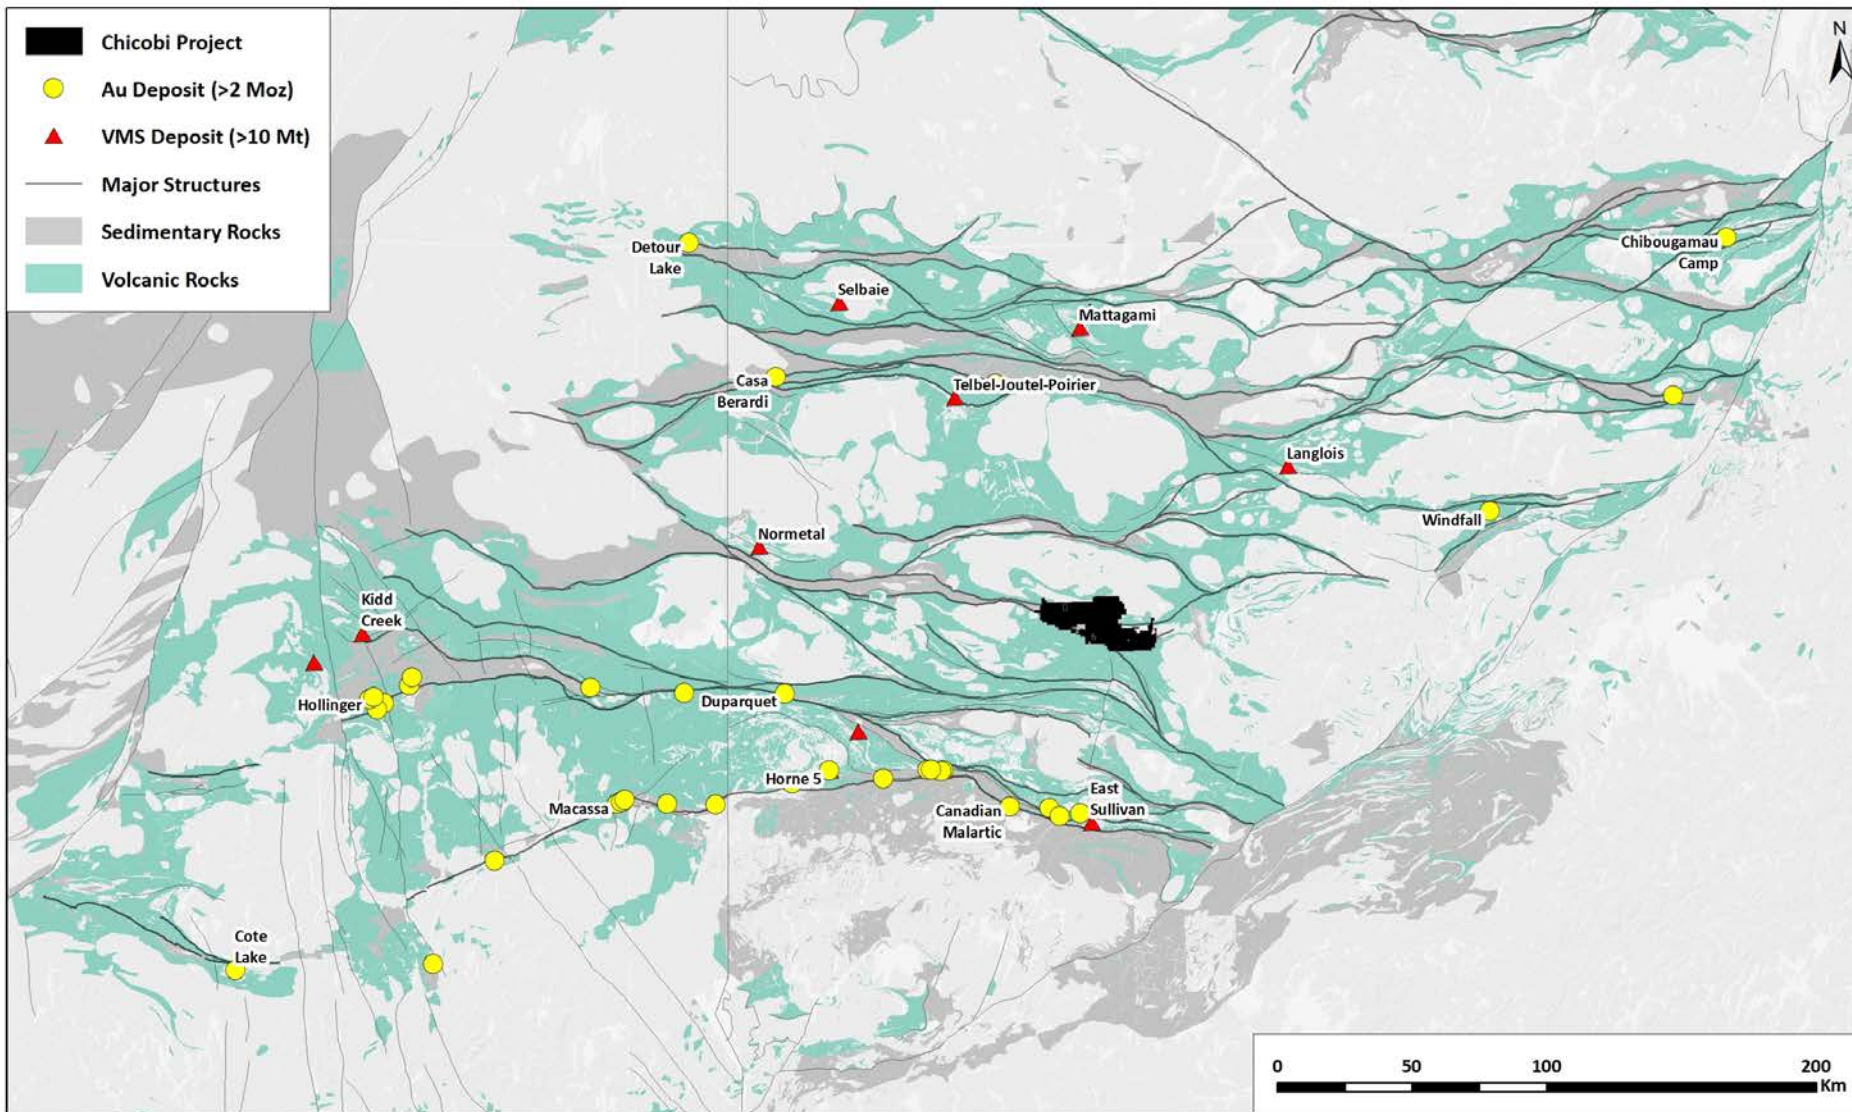 Chicobi Project
Au Deposit (>2 Moz)
VMS Deposit (>10 Mt)
Major Structures
Sedimentary Rocks
Volcanic Rocks
N
Detour
Lake
Selbaie
Mattagami
Chibougamau
Camp
Casa
Berardi
Telbel-Joutel-Poirier
Langlois
Windfall
Normetal
Kidd
Creek
Hollinger
Duparquet
Horne 5
Macassa
Canadian
Malartic
East
Sullivan
Cote
Lake
0 50 100 200
Km